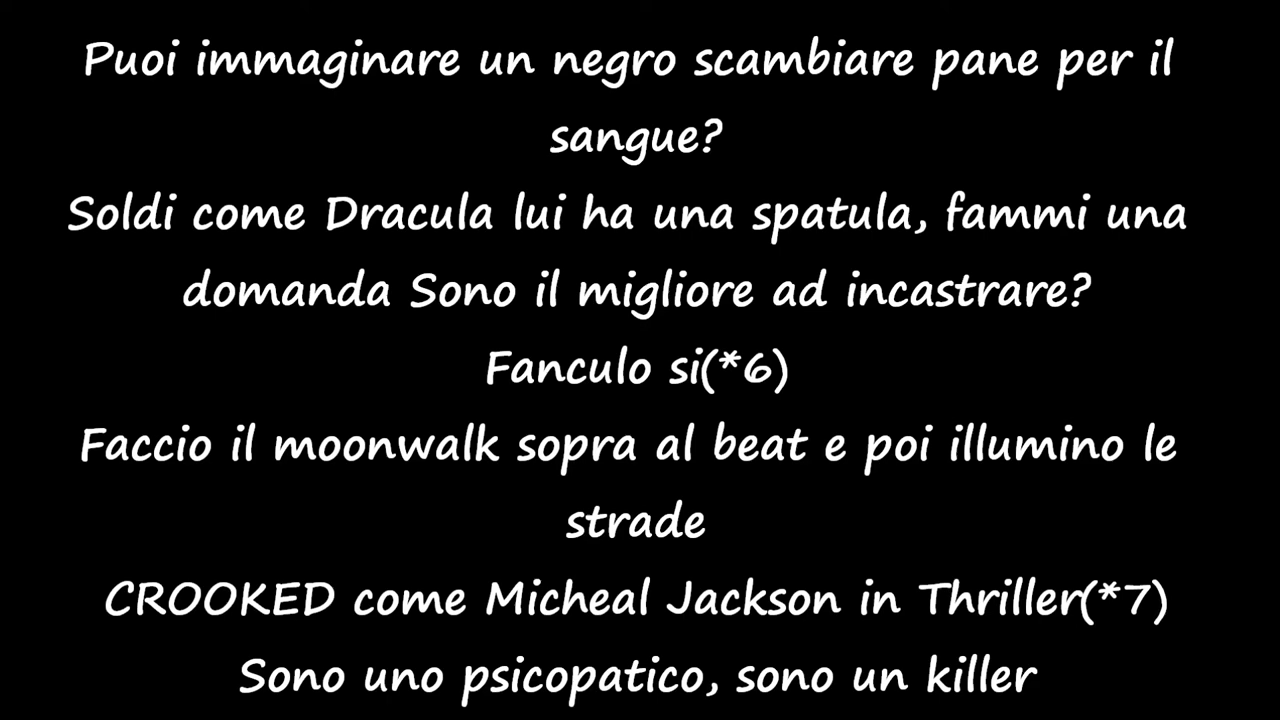 Puoi immaginare un negro scambiare pane per il
sangue?
Soldi come Dracula lui ha una spatula, fammi una
domanda Sono il migliore ad incastrare?
Fanculo si(*6)
Faccio il moonwalk sopra al beat e poi illumino le
strade
CROOKED come Micheal Jackson in Thriller(*7)
Sono uno psicopatico, sono un killer